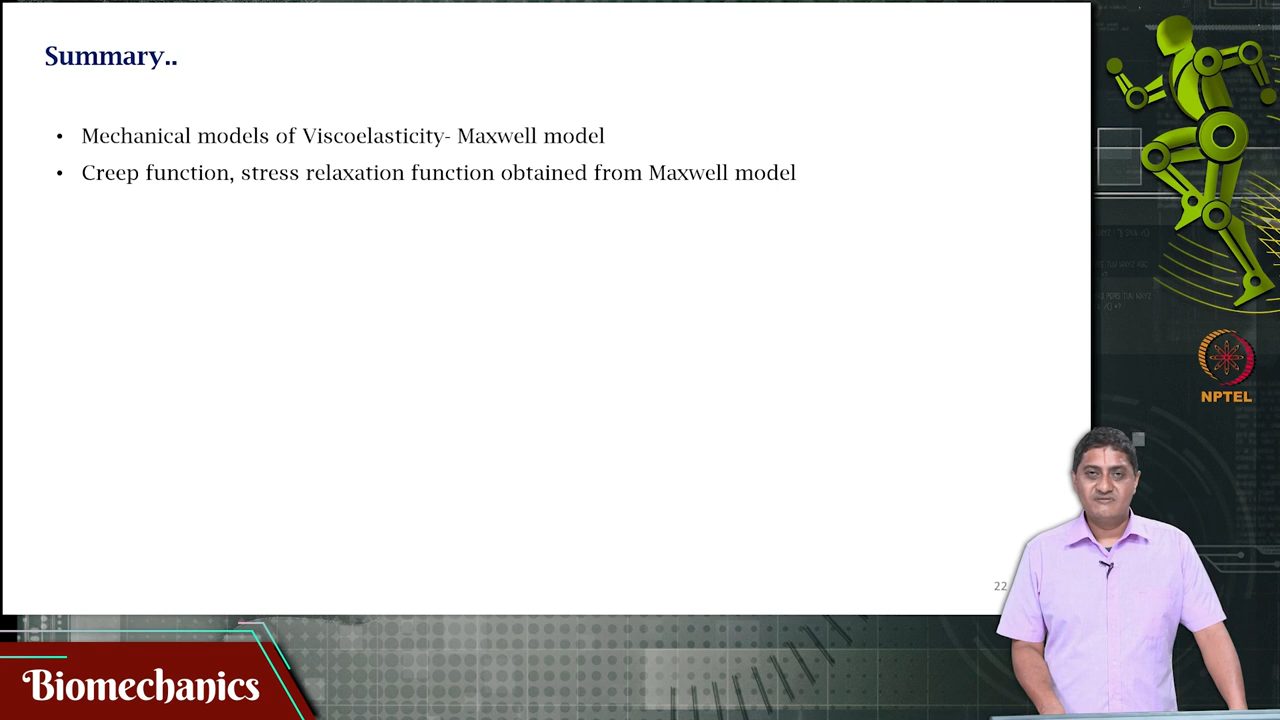 Summary..
• Mechanical models of Viscoelasticity- Maxwell model
• Creep function, stress relaxation function obtained from Maxwell model
22
NPTEL
Biomechanics